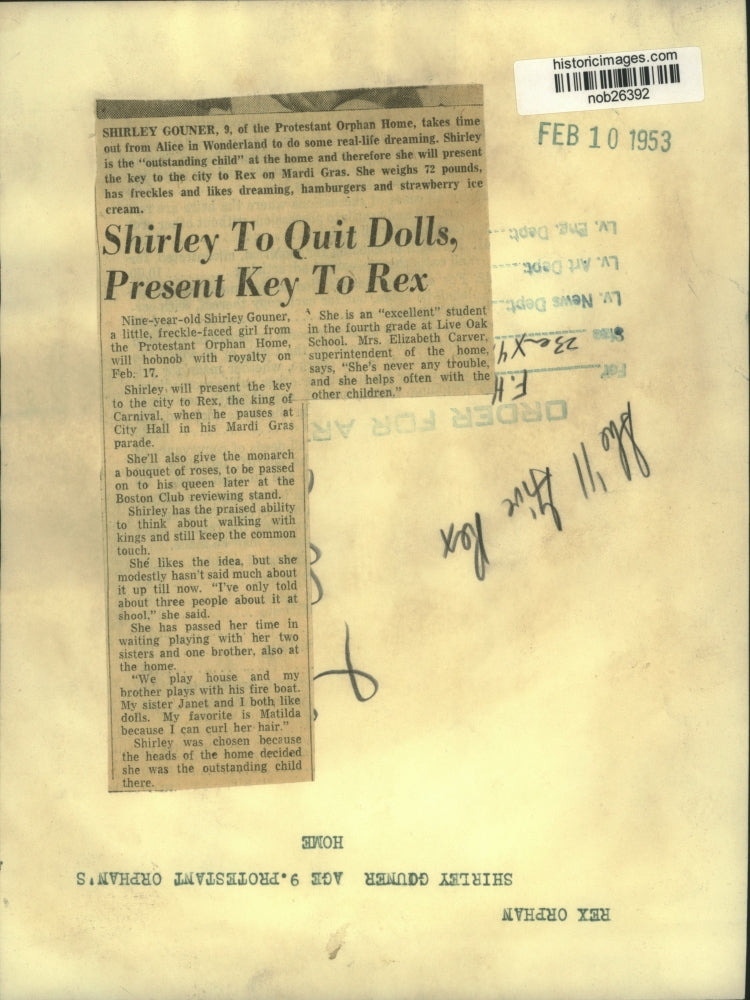 historicimages.com
nob26392
FEB 10 1953
SHIRLEY GOUNER, 9, of the Protestant Orphan Home, takes time
out from Alice in Wonderland to do some real-life dreaming. Shirley
is the "outstanding child" at the home and therefore she will present
the key to the city to Rex on Mardi Gras. She weighs 72 pounds,
has freckles and likes dreaming, hamburgers and strawberry ice
cream.
Shirley To Quit Dolls,
Present Key To Rex
Nine-year-old Shirley Gouner,
a little, freckle-faced girl from
the Protestant Orphan Home,
will hobnob with royalty on
Feb. 17.
Shirley will present the key
to the city to Rex, the king of
Carnival, when he pauses at
City Hall in his Mardi Gras
parade.
She'll also give the monarch
a bouquet of roses, to be passed
on to his queen later at the
Boston Club reviewing stand.
Shirley has the praised ability
to think about walking with
kings and still keep the common
touch.
She likes the idea, but she
modestly hasn't said much about
it up till now. "I've only told
about three people about it at
shool," she said.
She has passed her time in
waiting playing with her two
sisters and one brother, also at
the home.
"We play house and my
brother plays with his fire boat.
My sister Janet and I both like
dolls. My favorite is Matilda
because I can curl her hair."
Shirley was chosen because
the heads of the home decided
she was the outstanding child
there.
She is an "excellent" student
in the fourth grade at Live Oak
School. Mrs. Elizabeth Carver,
superintendent of the home,
says, "She's never any trouble,
and she helps often with the
other children."
ORDER FOR AR
For F.H
Size
Lv. News Dept.
Lv. Art Dept.
Lv. Eng. Dept.
She'll give Rex
REX ORPHAN
SHIRLEY GOUNER AGE 9.PROTESTANT ORPHAN'S
HOME